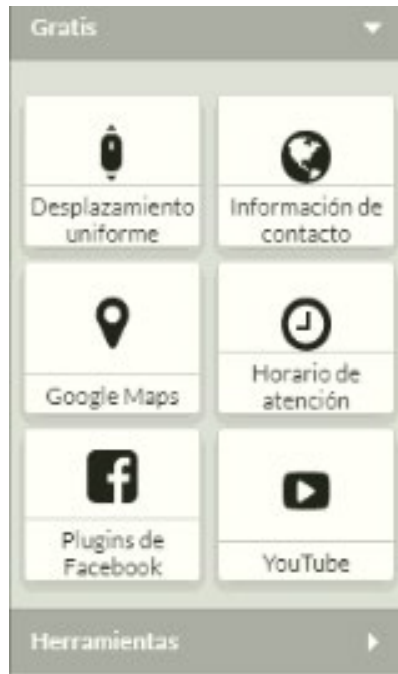 Gratis
Desplazamiento
uniforme
Información de
contacto
Google Maps
Horario de
atención
Plugins de
Facebook
YouTube
Herramientas